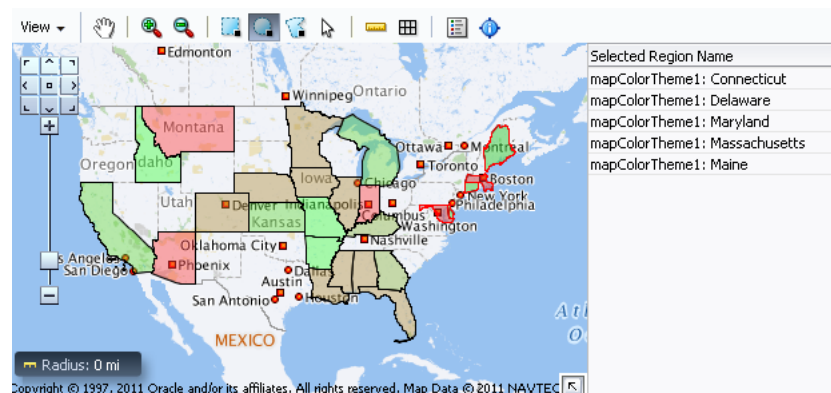 View
Selected Region Name
mapColorTheme1: Connecticut
mapColorTheme1: Delaware
mapColorTheme1: Maryland
mapColorTheme1: Massachusetts
mapColorTheme1: Maine
Edmonton
Winnipeg
Ontario
Montana
Ottawa
Montreal
Oregon
Idaho
Toronto
Iowa
Chicago
Boston
New York
Utah
Denver
Indianapolis
Philadelphia
Kansas
Columbus
Washington
Oklahoma City
Nashville
s Angeles
San Diego
Phoenix
Dallas
Austin
San Antonio
Houston
MEXICO
Atl
O
Radius: 0 mi
Copyright © 1997, 2011 Oracle and/or its affiliates. All rights reserved. Map Data © 2011 NAVTEC